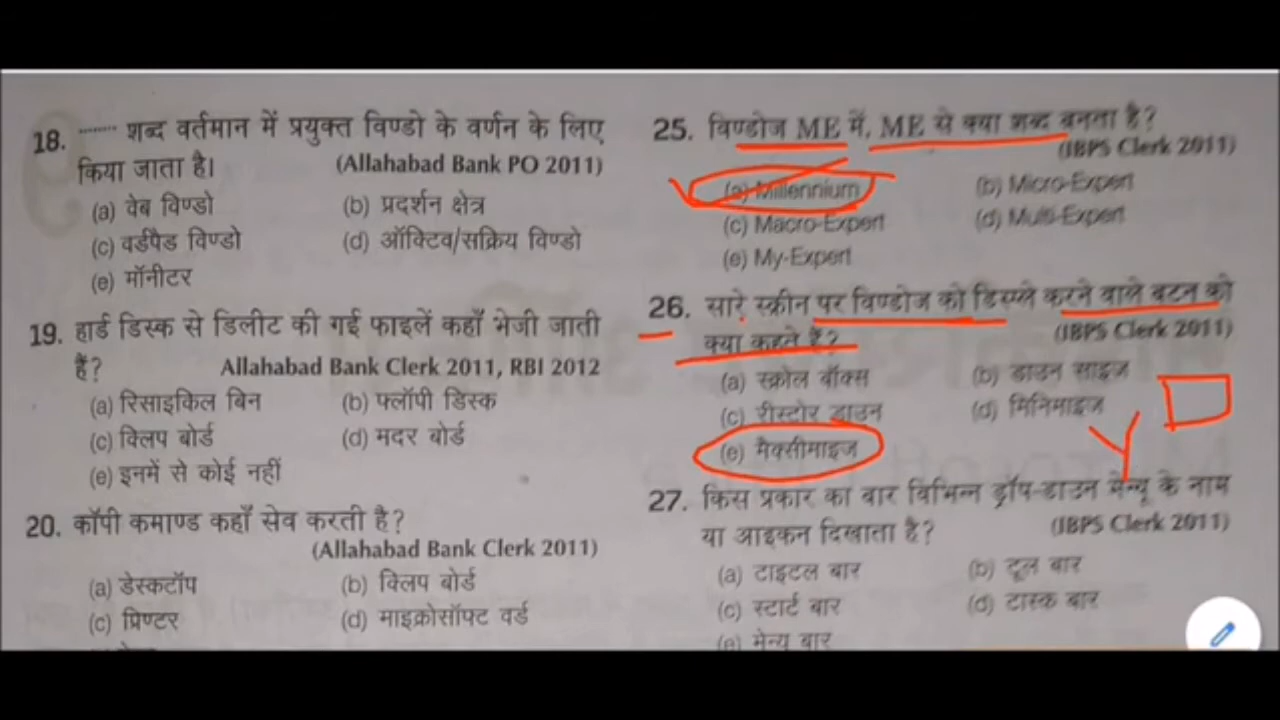 18. ........ शब्द वर्तमान में प्रयुक्त विण्डो के वर्णन के लिए
किया जाता है। (Allahabad Bank PO 2011)
(a) वेब विण्डो (b) प्रदर्शन क्षेत्र
(c) वर्डपैड विण्डो (d) ऑक्टिव/सक्रिय विण्डो
(e) मॉनीटर
19. हार्ड डिस्क से डिलीट की गई फाइलें कहाँ भेजी जाती
हैं? Allahabad Bank Clerk 2011, RBI 2012
(a) रिसाइकिल बिन (b) फ्लॉपी डिस्क
(c) क्लिप बोर्ड (d) मदर बोर्ड
(e) इनमें से कोई नहीं
20. कॉपी कमाण्ड कहाँ सेव करती है?
(Allahabad Bank Clerk 2011)
(a) डेस्कटॉप (b) क्लिप बोर्ड
(c) प्रिण्टर (d) माइक्रोसॉफ्ट वर्ड
25. विण्डोज ME में, ME से क्या शब्द बनता है?
(IBPS Clerk 2011)
(a) Millennium (b) Micro-Expert
(c) Macro-Expert (d) Multi-Expert
(e) My-Expert
26. सारे स्क्रीन पर विण्डोज को डिस्प्ले करने वाले बटन को
क्या कहते हैं? (IBPS Clerk 2011)
(a) स्क्रोल बॉक्स (b) डाउन साइज
(c) रीस्टोर डाउन (d) मिनिमाइज
(e) मैक्सीमाइज
27. किस प्रकार का बार विभिन्न ड्रॉप-डाउन मेन्यू के नाम
या आइकन दिखाता है? (IBPS Clerk 2011)
(a) टाइटल बार (b) टूल बार
(c) स्टार्ट बार (d) टास्क बार
(e) मेन्यू बार